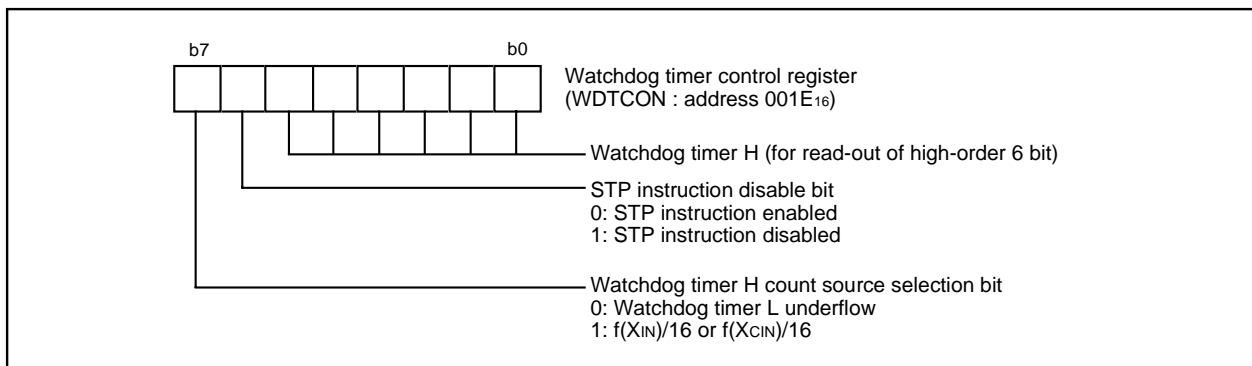 b7 b0
Watchdog timer control register
(WDTCON : address 001E16)
Watchdog timer H (for read-out of high-order 6 bit)
STP instruction disable bit
0: STP instruction enabled
1: STP instruction disabled
Watchdog timer H count source selection bit
0: Watchdog timer L underflow
1: f(XIN)/16 or f(XCIN)/16